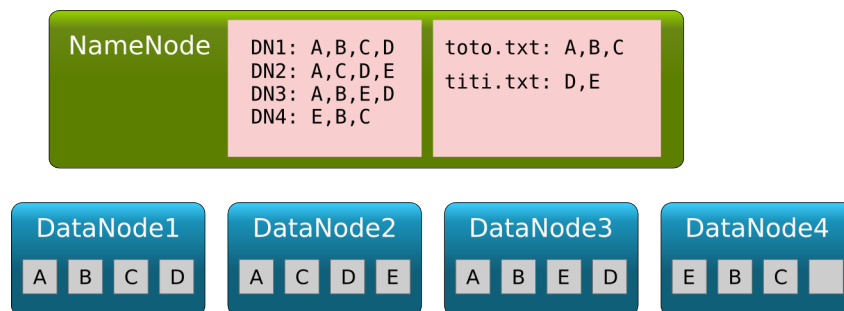 NameNode
DN1: A,B,C,D
DN2: A,C,D,E
DN3: A,B,E,D
DN4: E,B,C
toto.txt: A,B,C
titi.txt: D,E
DataNode1
A B C D
DataNode2
A C D E
DataNode3
A B E D
DataNode4
E B C